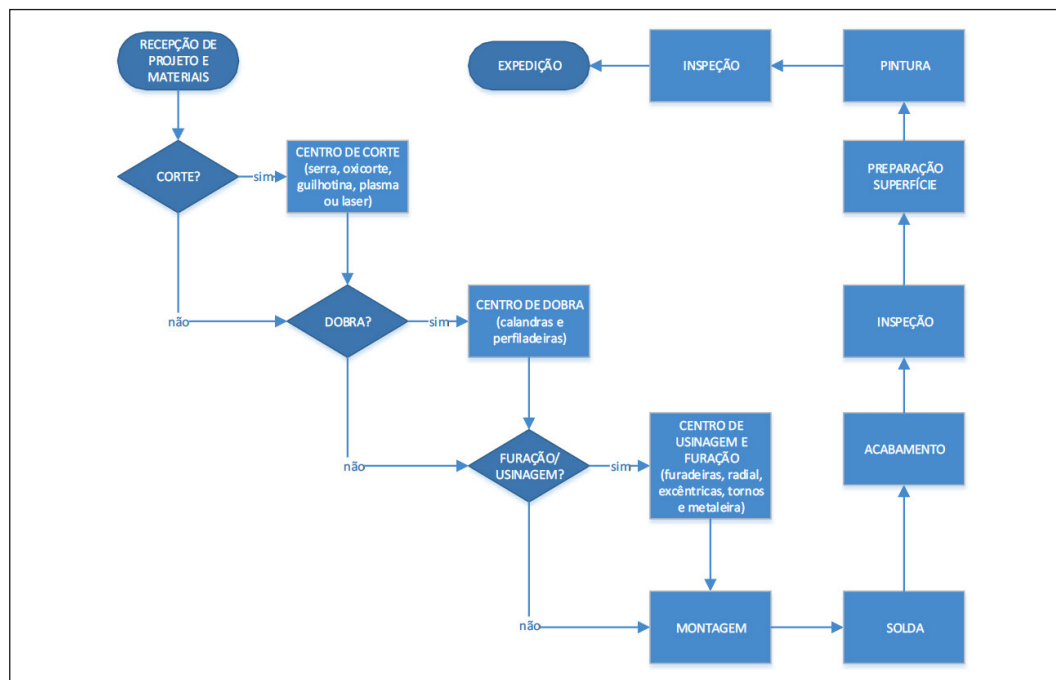 RECEPÇÃO DE
PROJETO E
MATERIAIS
CORTE?
sim
CENTRO DE CORTE
(serra, oxicorte,
guilhotina, plasma
ou laser)
não
DOBRA?
sim
CENTRO DE DOBRA
(calandras e
perfiladeiras)
não
FURAÇÃO/
USINAGEM?
sim
CENTRO DE
USINAGEM E
FURAÇÃO
(furadeiras, radial,
excêntricas, tornos
e metaleira)
não
MONTAGEM
SOLDA
ACABAMENTO
INSPEÇÃO
PREPARAÇÃO
SUPERFÍCIE
PINTURA
INSPEÇÃO
EXPEDIÇÃO